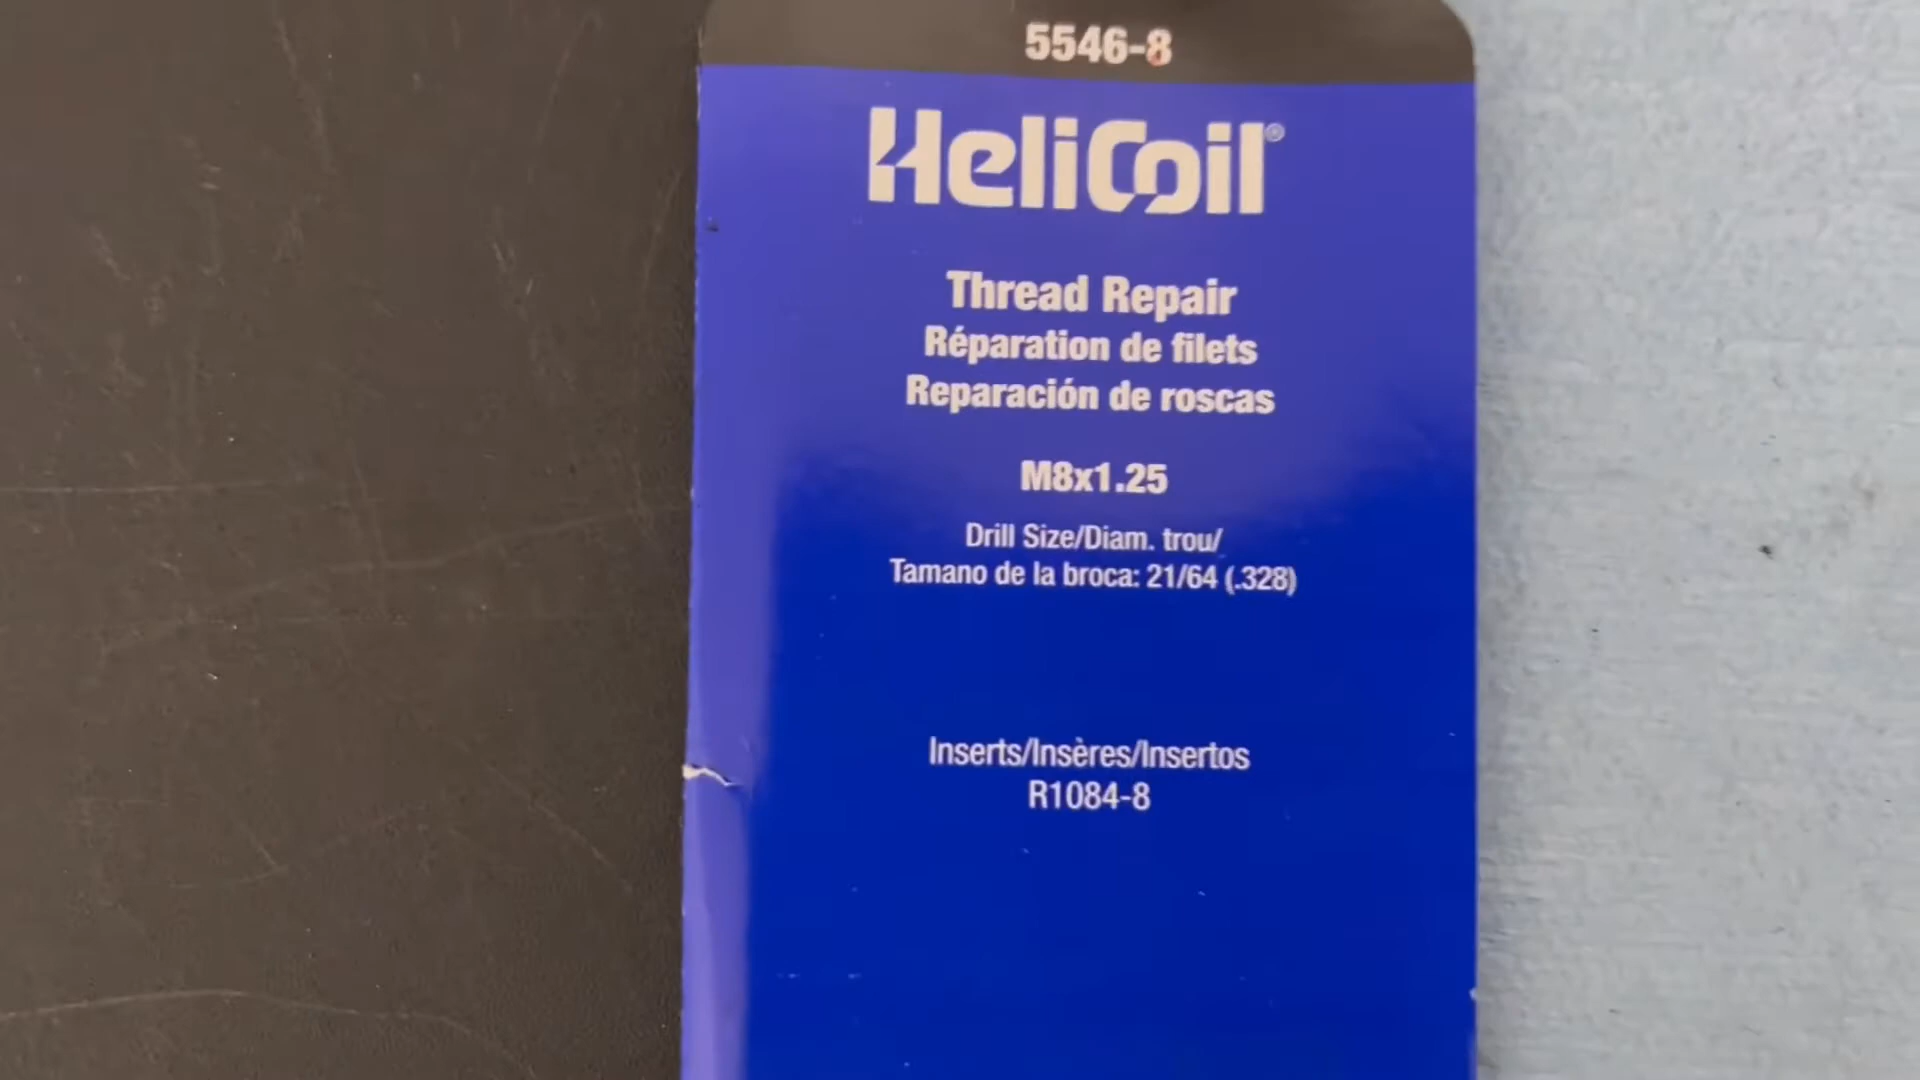 5546-8
HeliCoil®
Thread Repair
Réparation de filets
Reparación de roscas
M8x1.25
Drill Size/Diam. trou/
Tamano de la broca: 21/64 (.328)
Inserts/Insères/Insertos
R1084-8